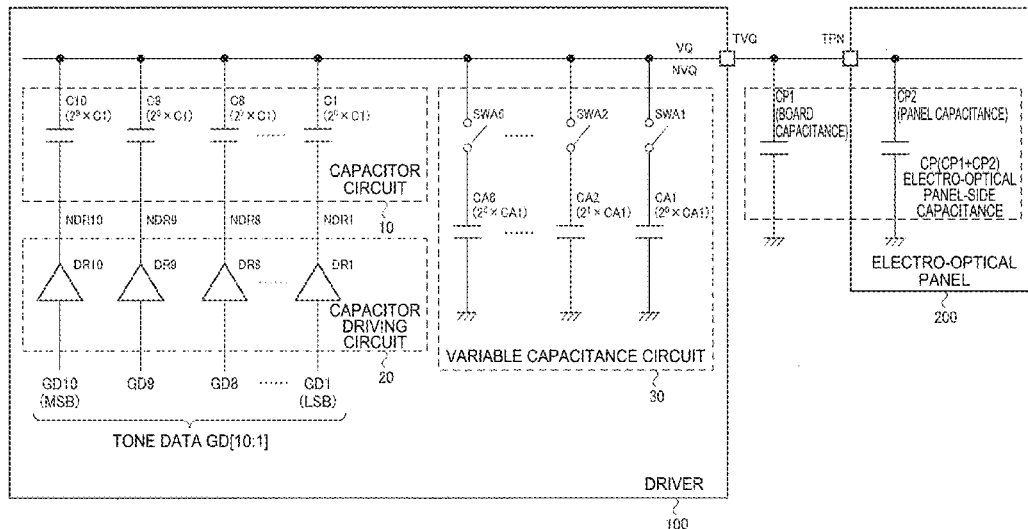 VQ
NVQ
TVQ
TPN
C10
(2⁹ × C1)
C9
(2⁸ × C1)
C8
(2⁷ × C1)
C1
(2⁰ × C1)
CAPACITOR
CIRCUIT
10
NDR10
NDR9
NDR8
NDR1
DR10
DR9
DR8
DR1
CAPACITOR
DRIVING
CIRCUIT
20
GD10
(MSB)
GD9
GD8
GD1
(LSB)
TONE DATA GD[10:1]
SWA6
SWA2
SWA1
CA6
CA2
(2¹ × CA1)
CA1
(2⁰ × CA1)
VARIABLE CAPACITANCE CIRCUIT
30
CP1
(BOARD
CAPACITANCE)
CP2
(PANEL CAPACITANCE)
CP(CP1+CP2)
ELECTRO-OPTICAL
PANEL-SIDE
CAPACITANCE
ELECTRO-OPTICAL
PANEL
200
DRIVER
100